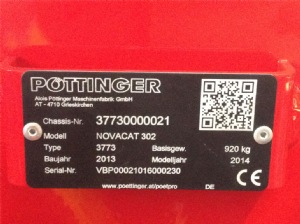 PÖTTINGER
Alois Pöttinger Maschinenfabrik GmbH
AT - 4710 Grieskirchen
Chassis-Nr. 37730000021
Modell NOVACAT 302
Type 3773 Basisgew. 920 kg
Baujahr 2013 Modelljahr 2014
Serial-Nr. VBP00021016000230
www.poettinger.at/poetpro DE